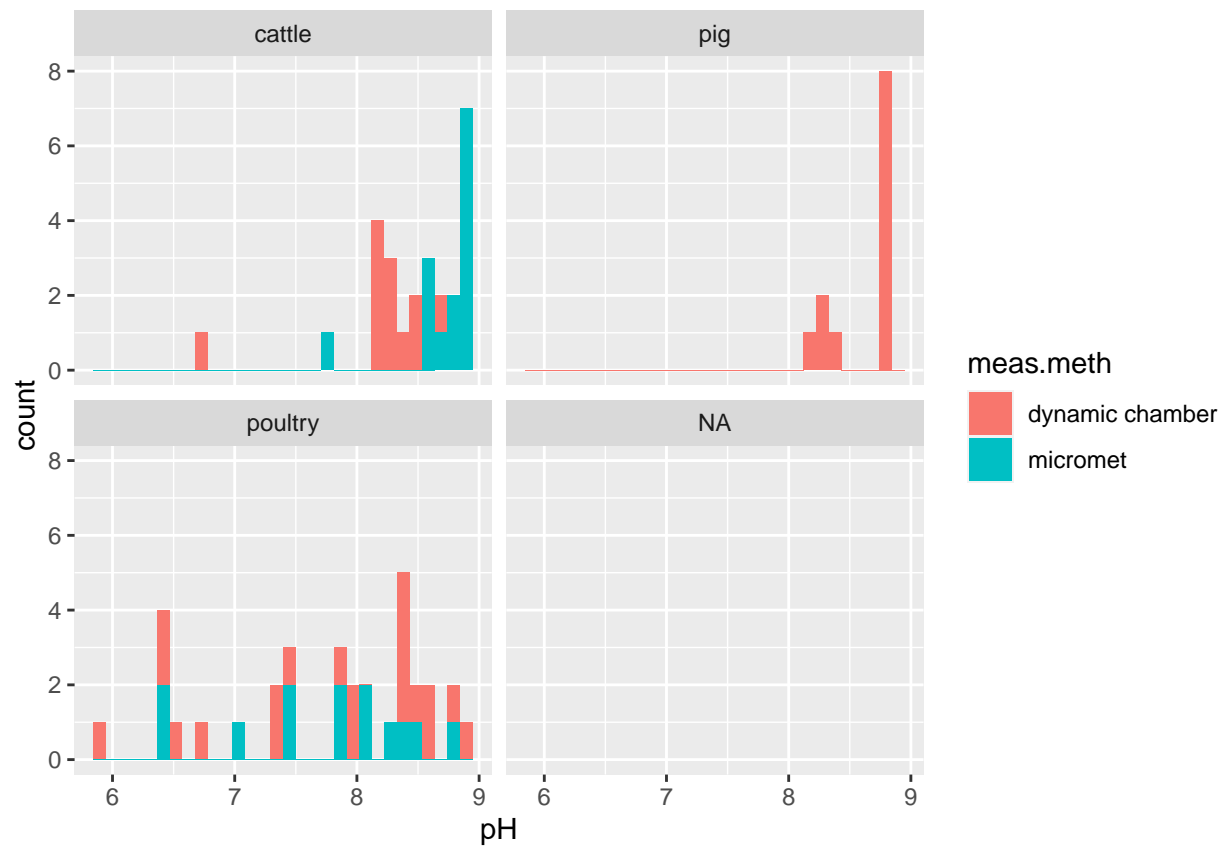 cattle
pig
8
6
4
2
0
poultry
NA
8
6
4
2
0
6 7 8 9
6 7 8 9
count
pH
meas.meth
dynamic chamber
micromet